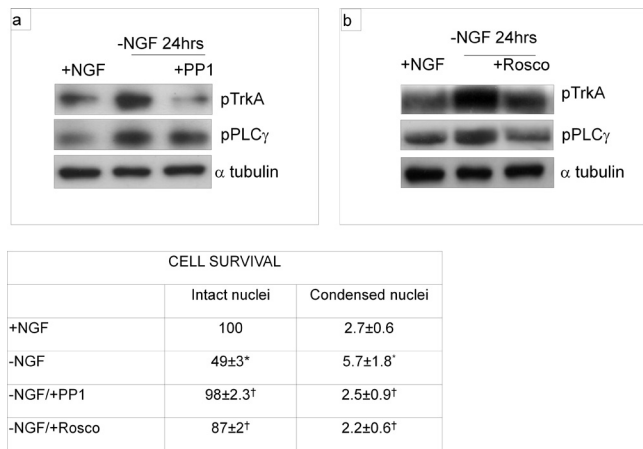 a
-NGF 24hrs
+NGF +PP1
pTrkA
pPLCγ
α tubulin
b
-NGF 24hrs
+NGF +Rosco
pTrkA
pPLCγ
α tubulin
CELL SURVIVAL
Intact nuclei Condensed nuclei
+NGF 100 2.7±0.6
-NGF 49±3* 5.7±1.8*
-NGF/+PP1 98±2.3† 2.5±0.9†
-NGF/+Rosco 87±2† 2.2±0.6†